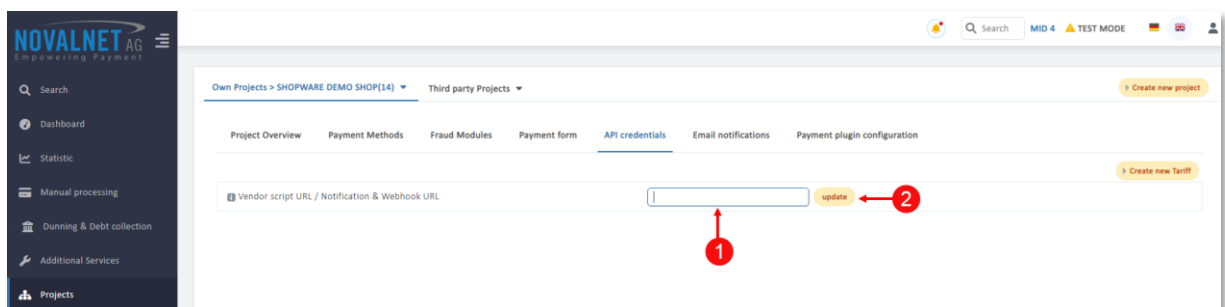 NOVALNET AG
Empowering Payment
Search MID 4 TEST MODE
Search
Dashboard
Statistic
Manual processing
Dunning & Debt collection
Additional Services
Projects
Own Projects > SHOPWARE DEMO SHOP(14) Third party Projects Create new project
Project Overview Payment Methods Fraud Modules Payment form API credentials Email notifications Payment plugin configuration
Create new Tariff
Vendor script URL / Notification & Webhook URL update 2
1